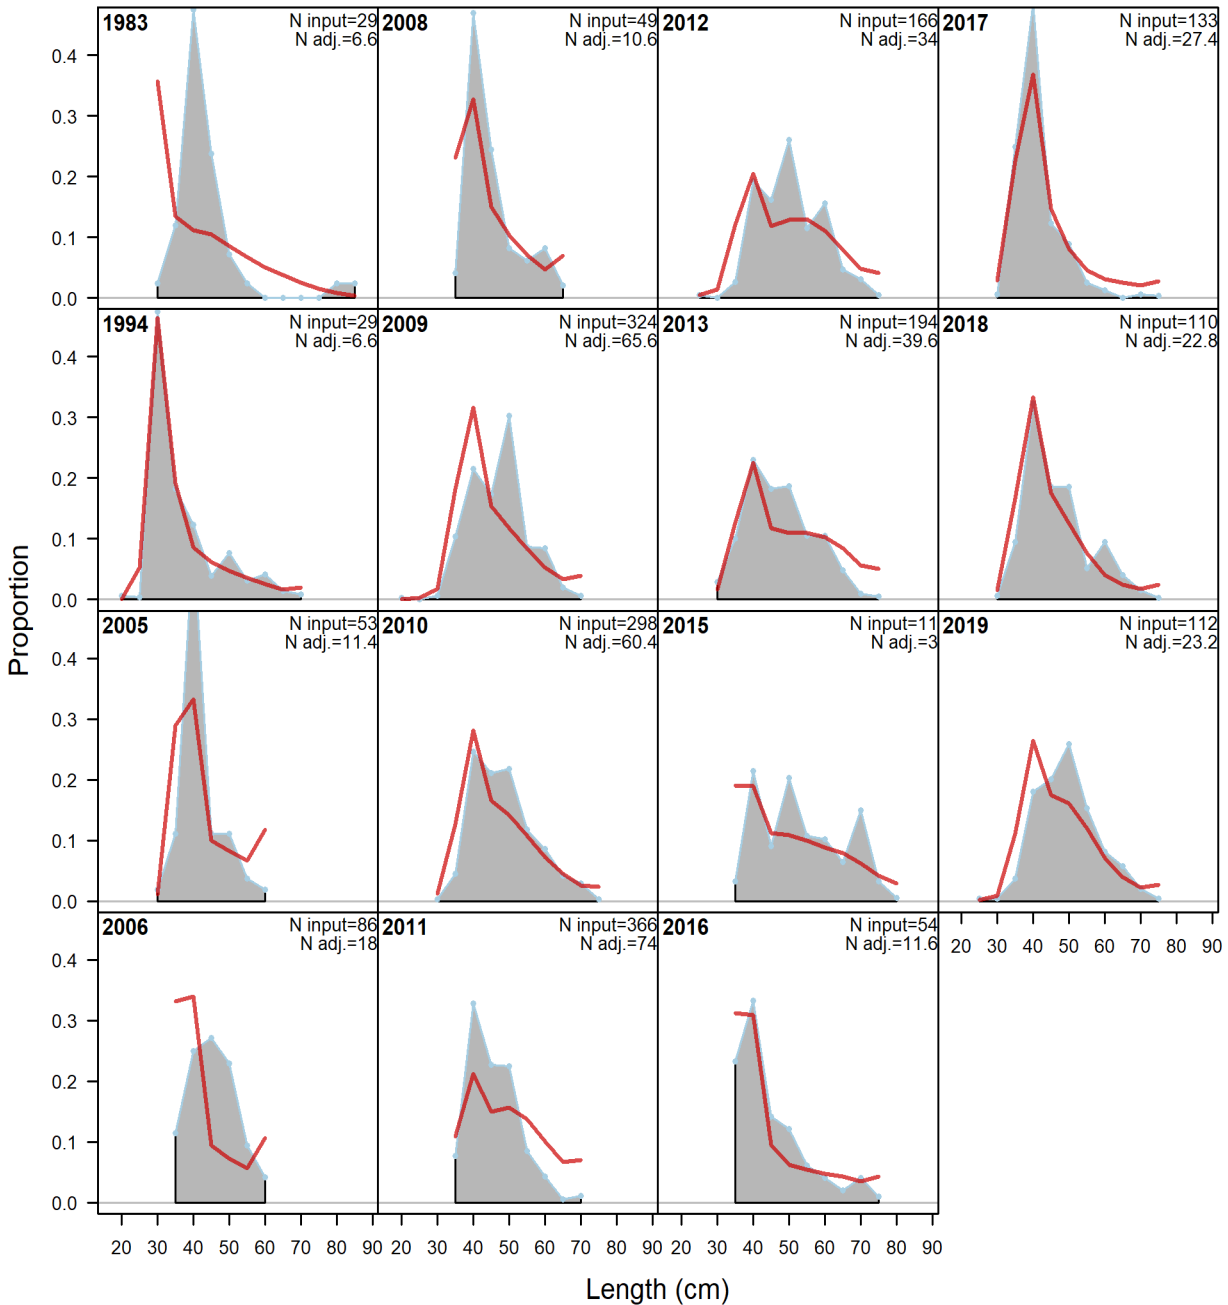 1983
N input=29
N adj.=6.6
2008
N input=49
N adj.=10.6
2012
N input=166
N adj.=34
2017
N input=133
N adj.=27.4
0.4
0.3
0.2
0.1
0.0
1994
N input=29
N adj.=6.6
2009
N input=324
N adj.=65.6
2013
N input=194
N adj.=39.6
2018
N input=110
N adj.=22.8
0.4
0.3
0.2
0.1
0.0
Proportion
2005
N input=53
N adj.=11.4
2010
N input=298
N adj.=60.4
2015
N input=11
N adj.=3
2019
N input=112
N adj.=23.2
0.4
0.3
0.2
0.1
0.0
2006
N input=86
N adj.=18
2011
N input=366
N adj.=74
2016
N input=54
N adj.=11.6
20 30 40 50 60 70 80 90
0.4
0.3
0.2
0.1
0.0
20 30 40 50 60 70 80 90 20 30 40 50 60 70 80 90 20 30 40 50 60 70 80 90
Length (cm)